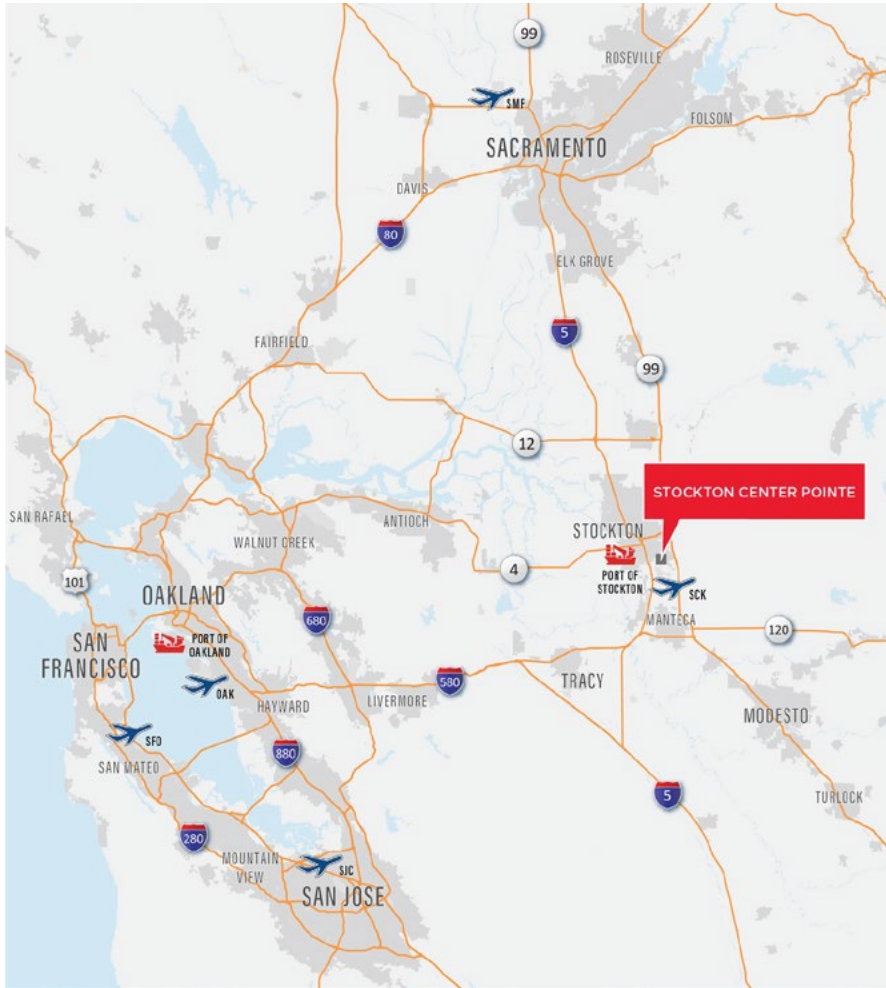 99
ROSEVILLE
SMF
FOLSOM
SACRAMENTO
DAVIS
80
ELK GROVE
5
FAIRFIELD
99
12
STOCKTON CENTER POINTE
SAN RAFAEL
ANTIOCH
WALNUT CREEK
STOCKTON
4
PORT OF
STOCKTON
SCK
101
OAKLAND
MANTECA
680
120
PORT OF
OAKLAND
SAN
FRANCISCO
580
TRACY
OAK
LIVERMORE
HAYWARD
MODESTO
SFO
880
SAN MATEO
5
TURLOCK
280
MOUNTAIN
VIEW
SJC
SAN JOSE